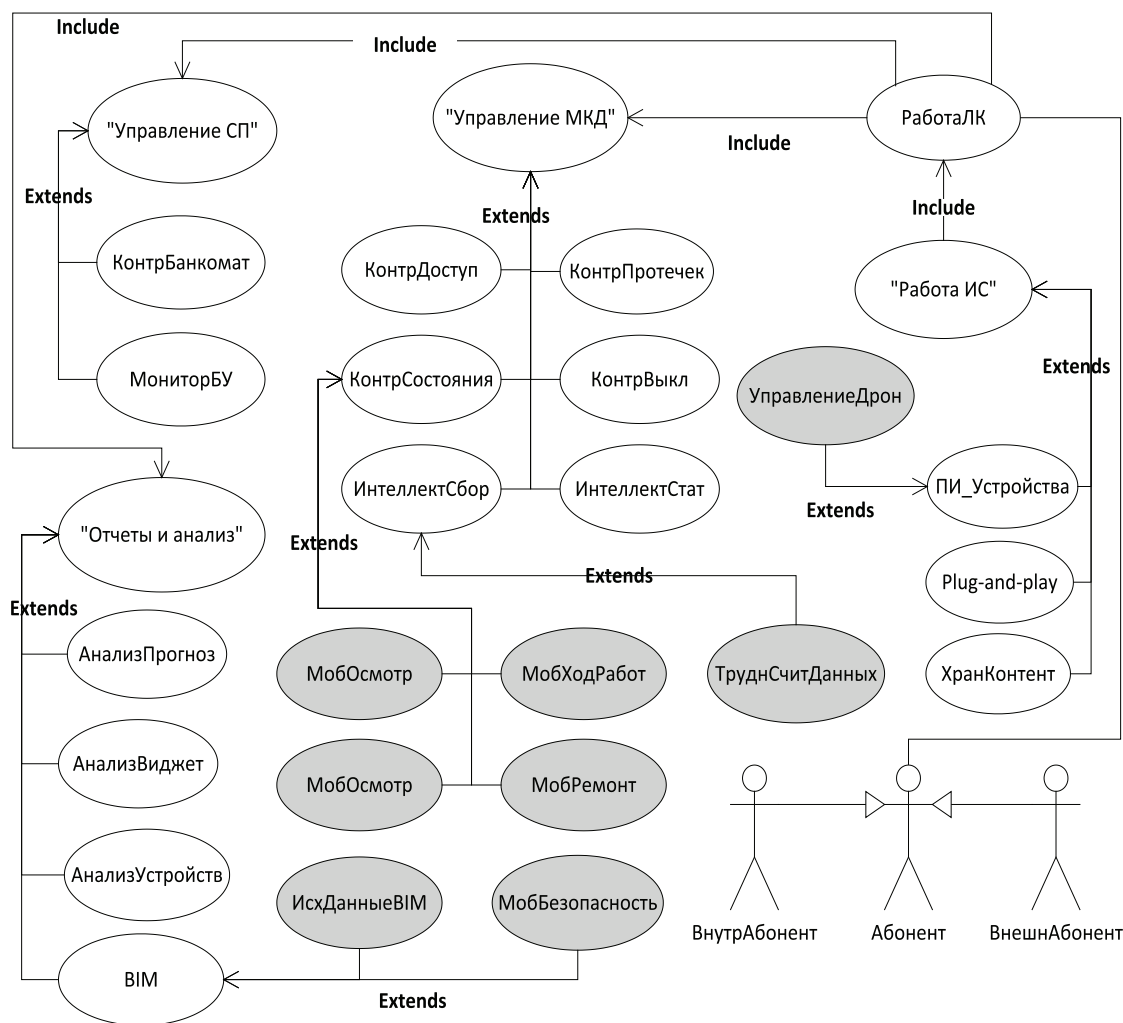 Include
Include
"Управление СП"
"Управление МКД"
РаботаЛК
Include
Extends
Extends
Include
КонтрБанкомат
КонтрДоступ
КонтрПротечек
"Работа ИС"
МониторБУ
КонтрСостояния
КонтрВыкл
УправлениеДрон
Extends
ИнтеллектСбор
ИнтеллектСтат
ПИ_Устройства
Extends
"Отчеты и анализ"
Extends
Extends
Plug-and-play
Extends
АнализПрогноз
МобОсмотр
МобХодРабот
ТруднСчитДанных
ХранКонтент
АнализВиджет
МобОсмотр
МобРемонт
АнализУстройств
ИсхДанныеBIM
МобБезопасность
ВнутрАбонент
Абонент
ВнешнАбонент
BIM
Extends